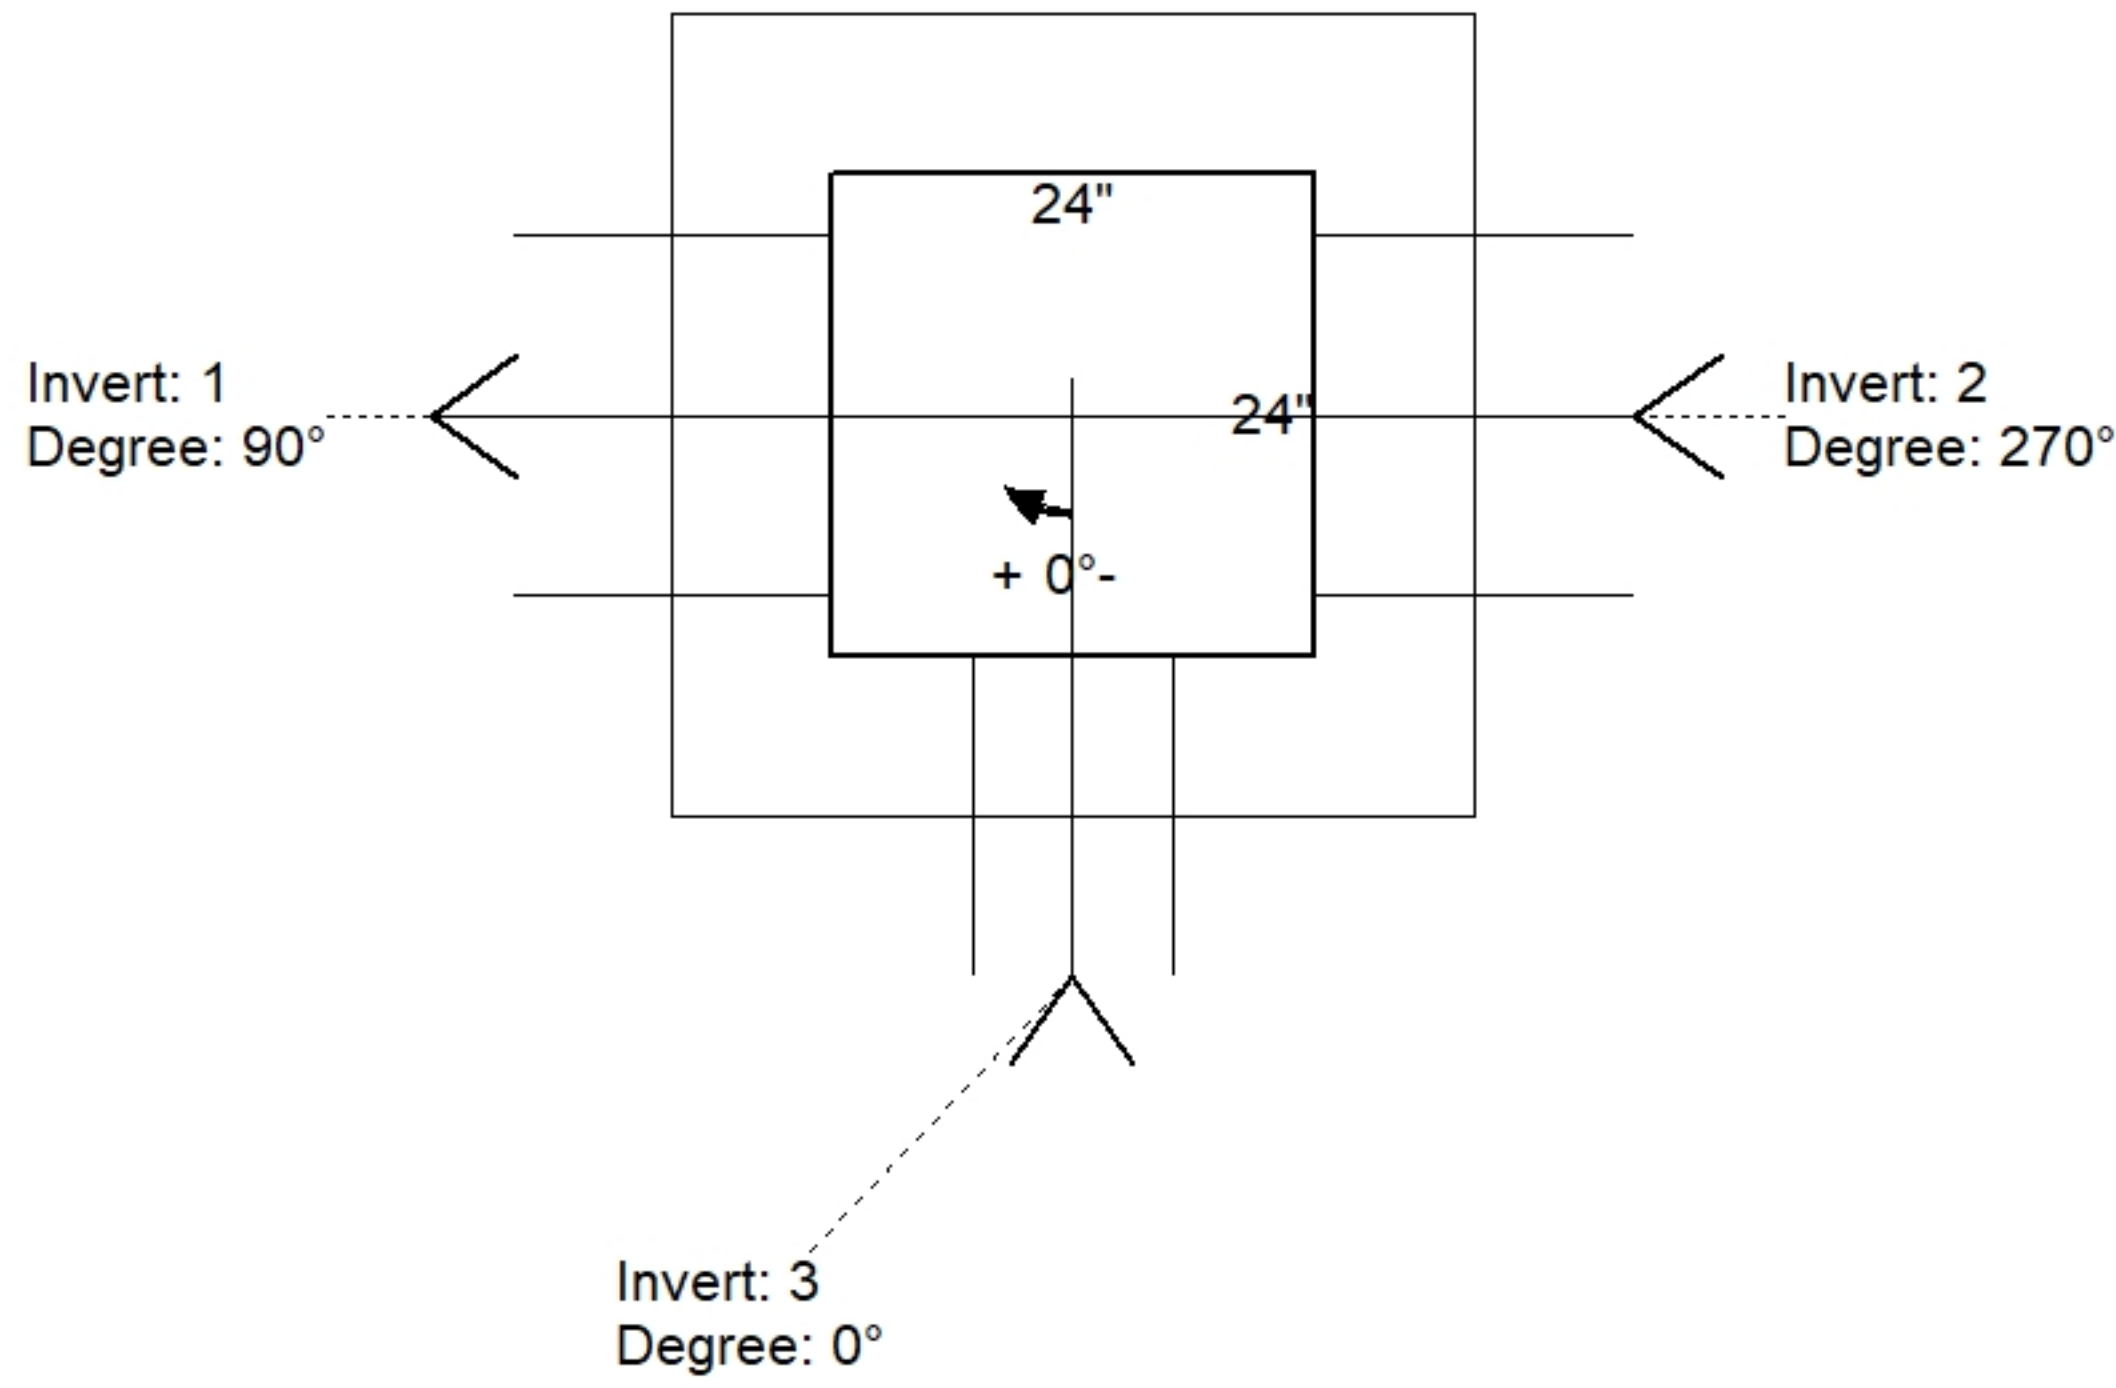 24"
Invert: 1
Degree: 90°
24"
Invert: 2
Degree: 270°
+ 0°-
Invert: 3
Degree: 0°